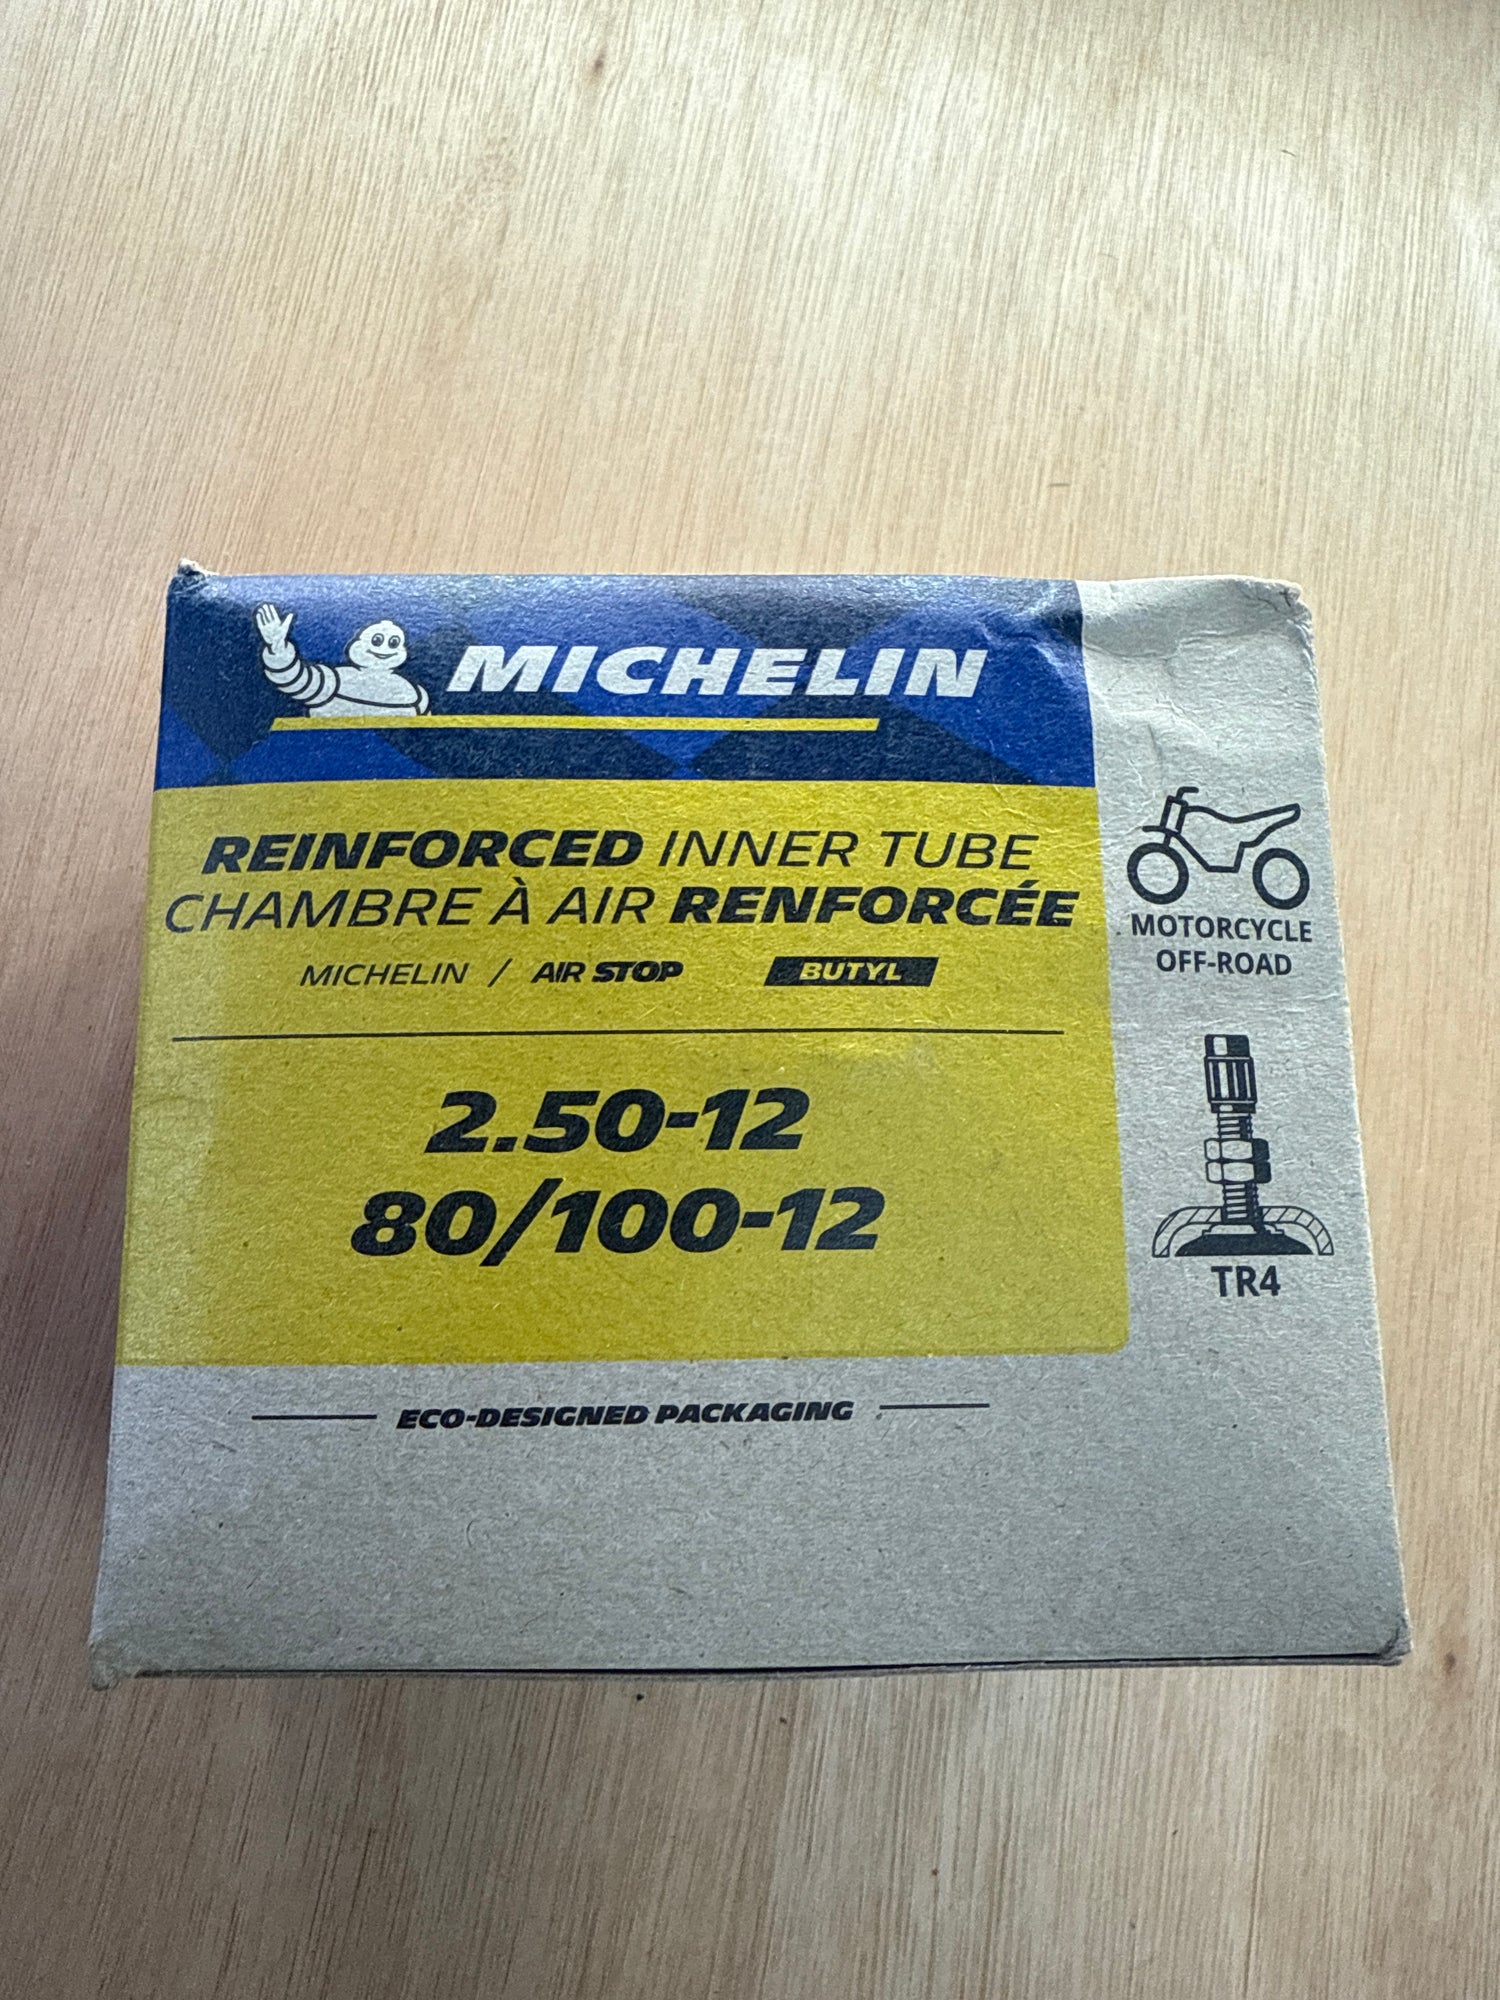 MICHELIN
REINFORCED INNER TUBE
CHAMBRE À AIR RENFORCÉE
MICHELIN / AIR STOP BUTYL
2.50-12
80/100-12
MOTORCYCLE
OFF-ROAD
TR4
ECO-DESIGNED PACKAGING